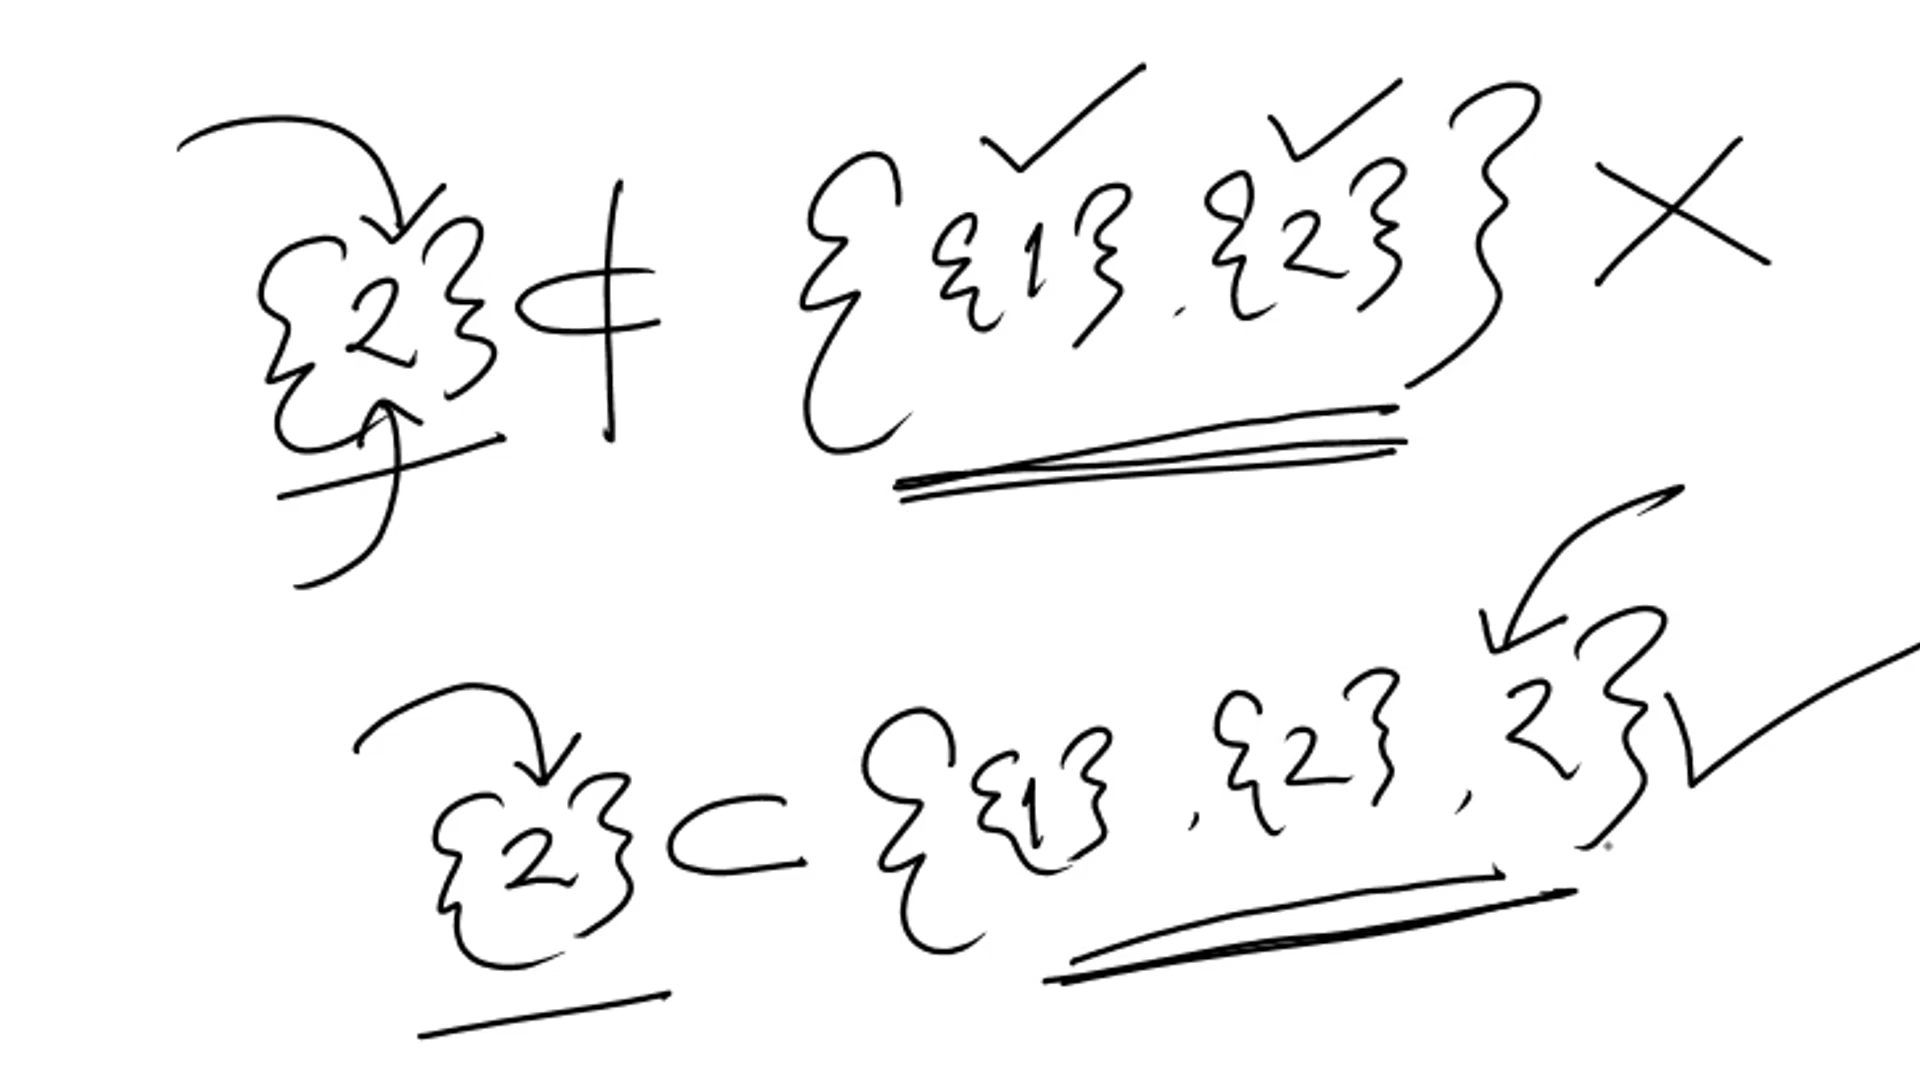 {2} ⊄ {{1}, {2}} ✗
{2} ⊂ {{1}, {2}, 2} ✓